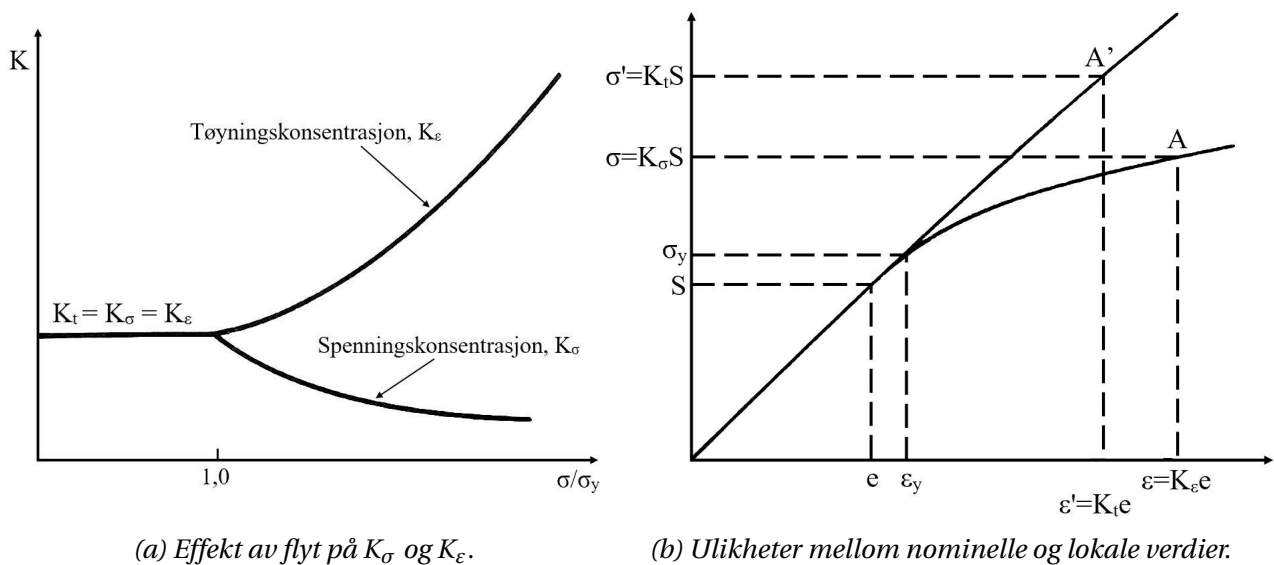 K
Tøyningskonsentrasjon, Kε
Kt = Kσ = Kε
Spenningskonsentrasjon, Kσ
1,0
σ/σy
(a) Effekt av flyt på Kσ og Kε.
A’
σ'=KtS
A
σ=KσS
σy
S
e
εy
ε'=Kte
ε=Kεe
(b) Ulikheter mellom nominelle og lokale verdier.